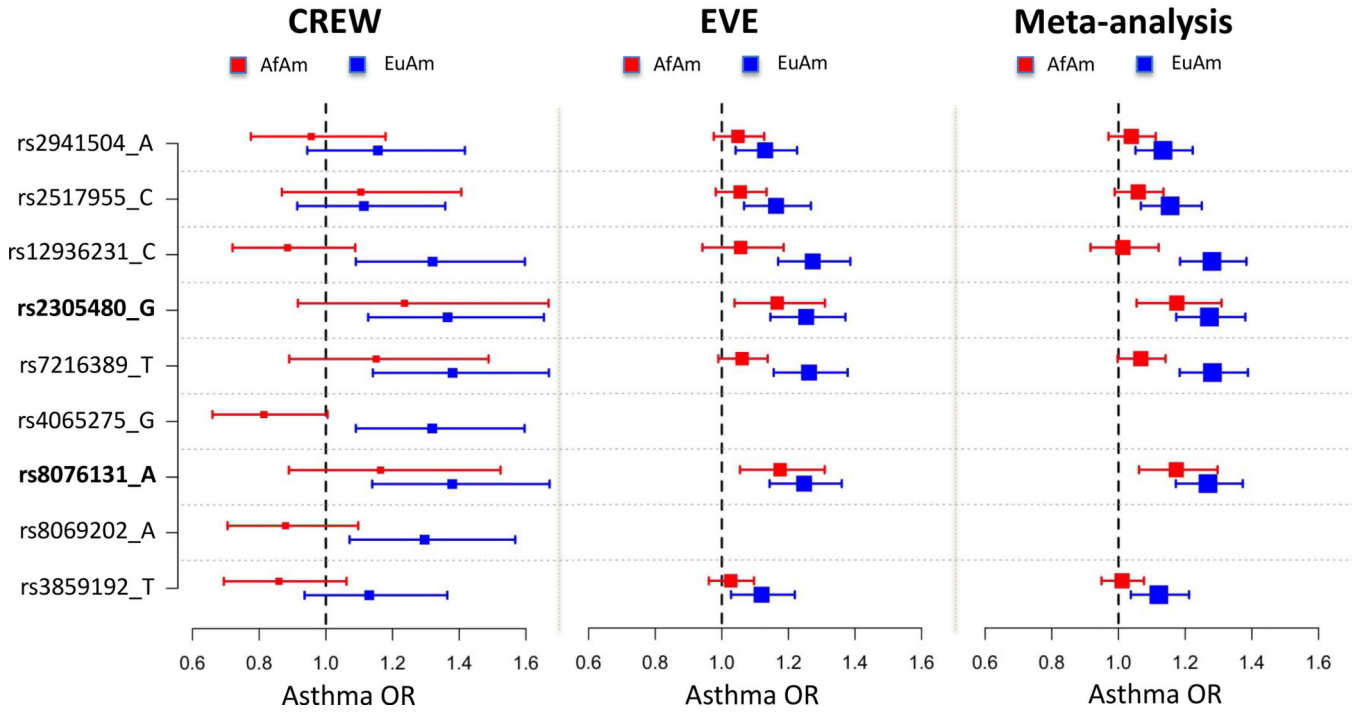 CREW EVE Meta-analysis
AfAm EuAm AfAm EuAm AfAm EuAm
rs2941504_A
rs2517955_C
rs12936231_C
rs2305480_G
rs7216389_T
rs4065275_G
rs8076131_A
rs8069202_A
rs3859192_T
0.6 0.8 1.0 1.2 1.4 1.6 0.6 0.8 1.0 1.2 1.4 1.6 0.6 0.8 1.0 1.2 1.4 1.6
Asthma OR Asthma OR Asthma OR